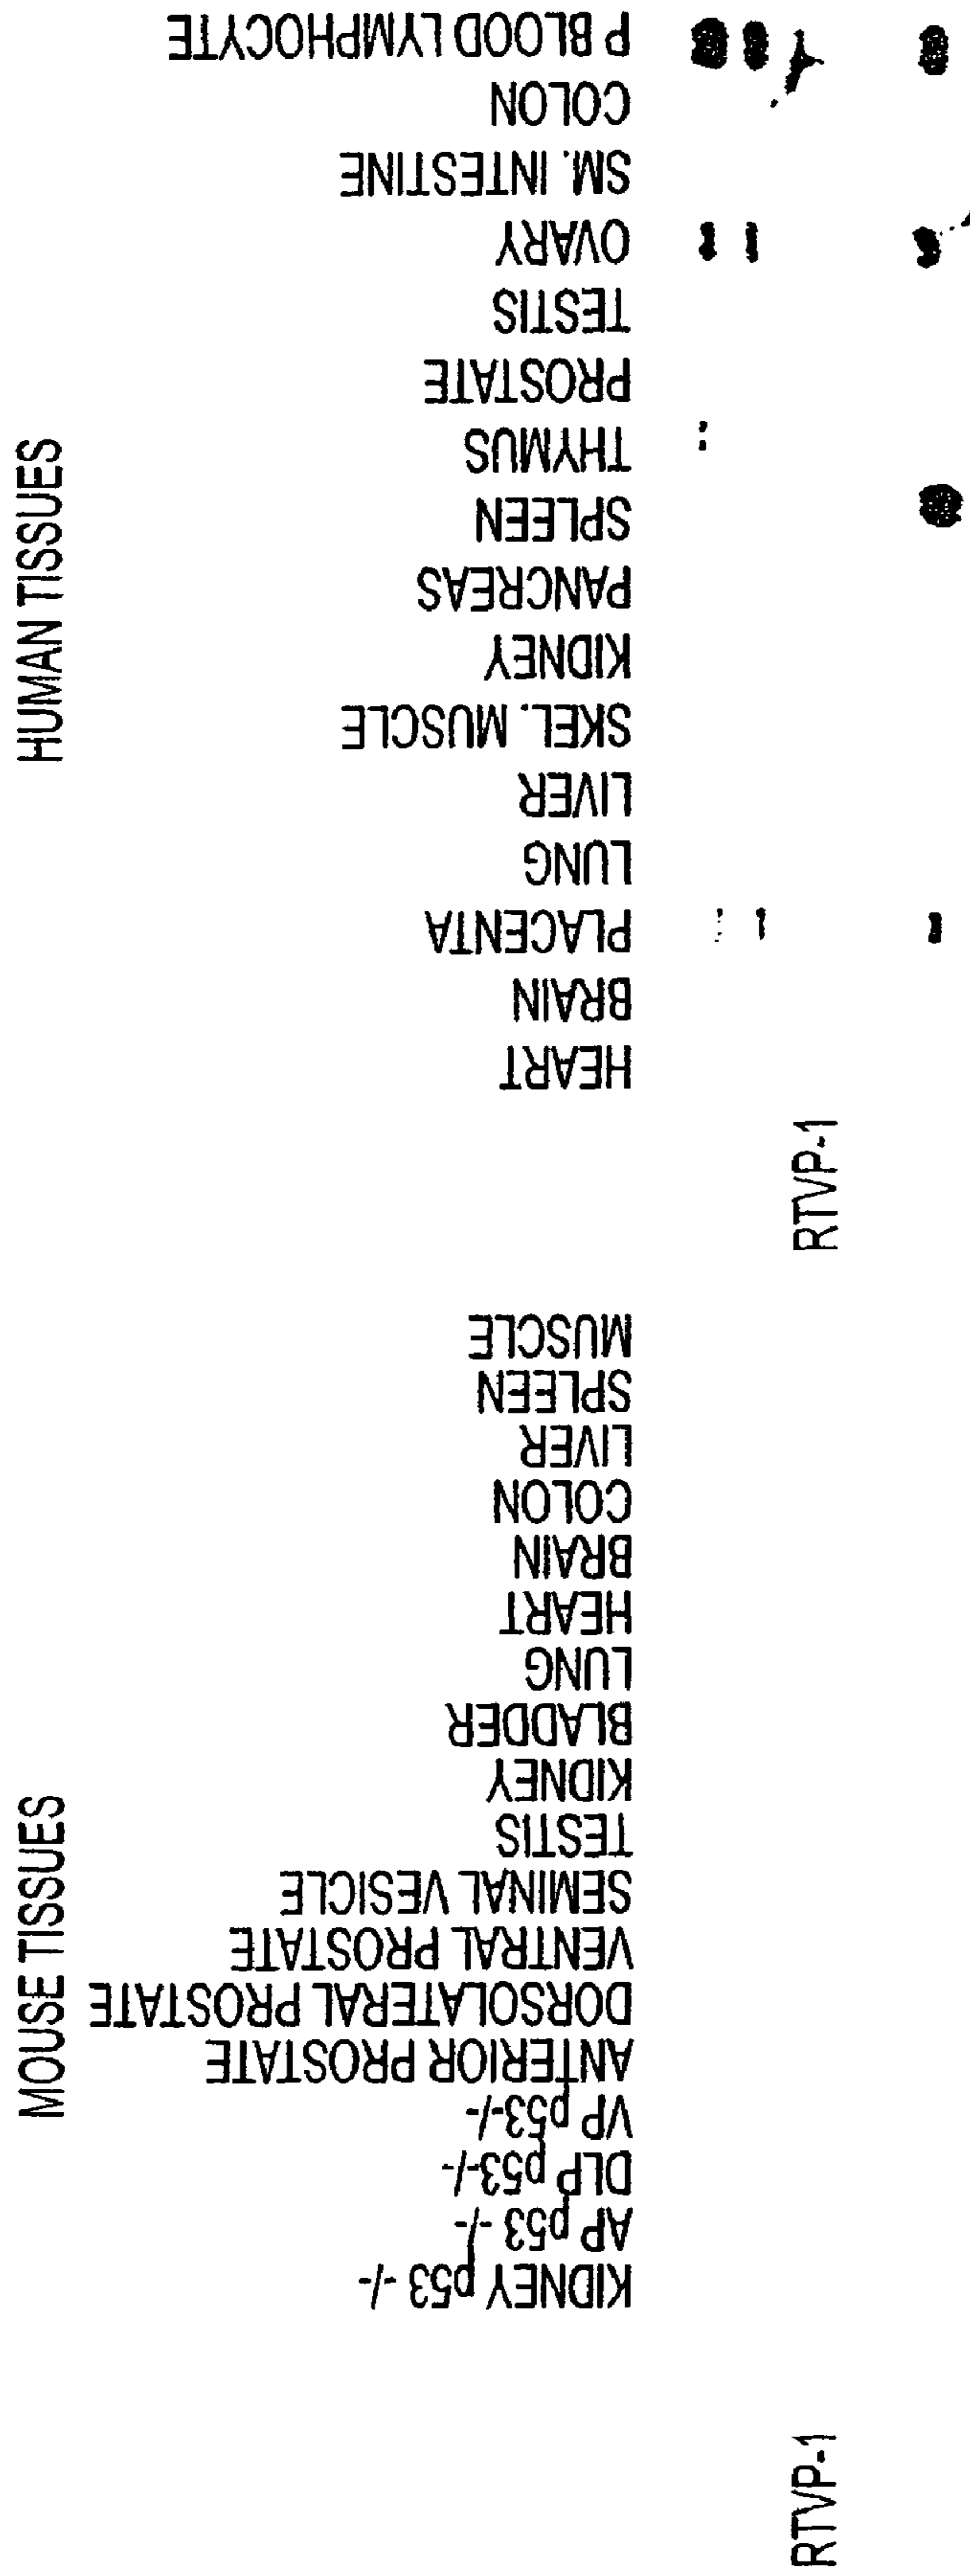 MOUSE TISSUES
KIDNEY p53 -/-
AP p53 -/-
DLP p53-/-
VP p53-/-
ANTERIOR PROSTATE
DORSOLATERAL PROSTATE
VENTRAL PROSTATE
SEMINAL VESICLE
TESTIS
KIDNEY
BLADDER
LUNG
HEART
BRAIN
COLON
LIVER
SPLEEN
MUSCLE
RTVP-1
HUMAN TISSUES
HEART
BRAIN
PLACENTA
LUNG
LIVER
SKEL. MUSCLE
KIDNEY
PANCREAS
SPLEEN
THYMUS
PROSTATE
TESTIS
OVARY
SM. INTESTINE
COLON
P BLOOD LYMPHOCYTE
RTVP-1